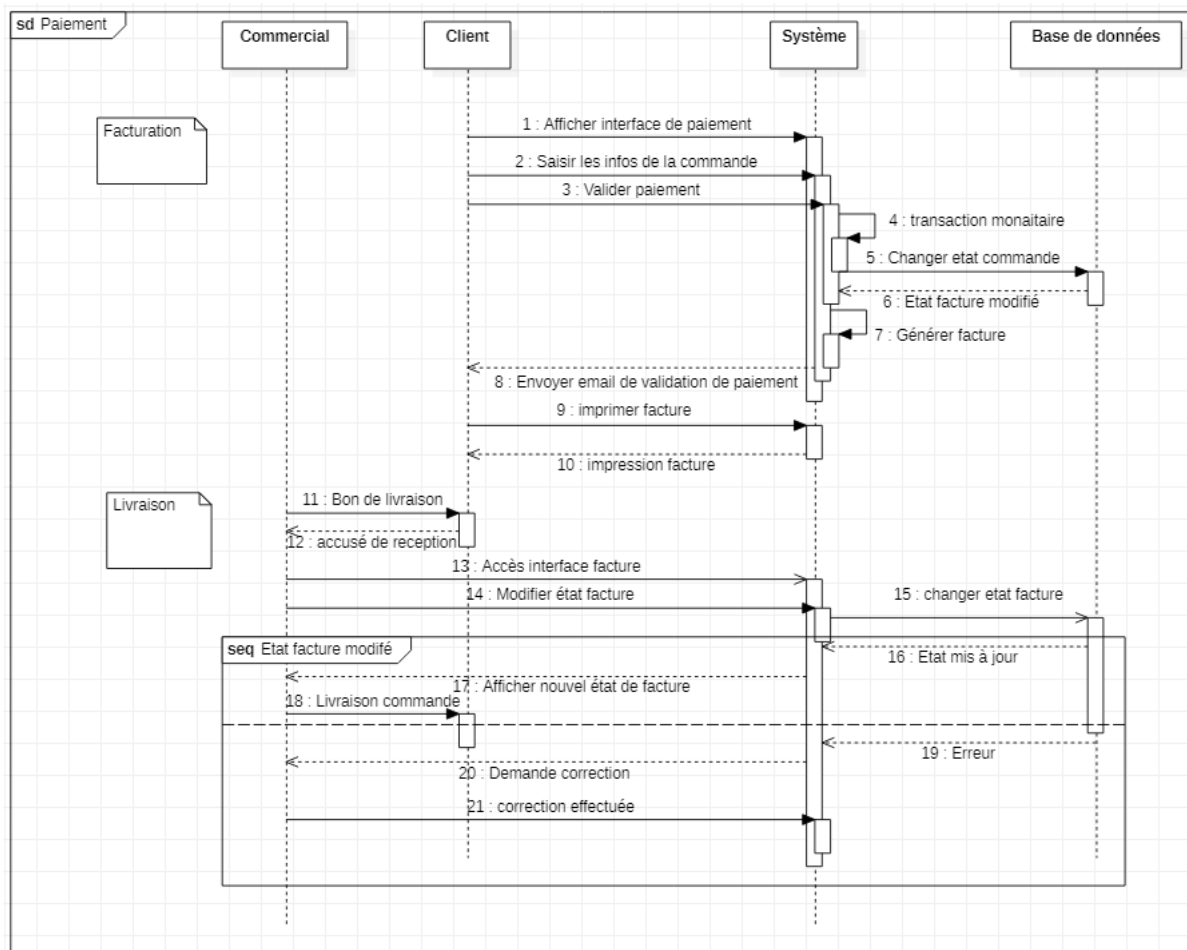 sd Paiement
Commercial
Client
Système
Base de données
Facturation
1 : Afficher interface de paiement
2 : Saisir les infos de la commande
3 : Valider paiement
4 : transaction monaitaire
5 : Changer etat commande
6 : Etat facture modifié
7 : Générer facture
8 : Envoyer email de validation de paiement
9 : imprimer facture
10 : impression facture
Livraison
11 : Bon de livraison
12 : accusé de reception
13 : Accès interface facture
14 : Modifier état facture
15 : changer etat facture
seq Etat facture modifé
16 : Etat mis à jour
17 : Afficher nouvel état de facture
18 : Livraison commande
19 : Erreur
20 : Demande correction
21 : correction effectuée